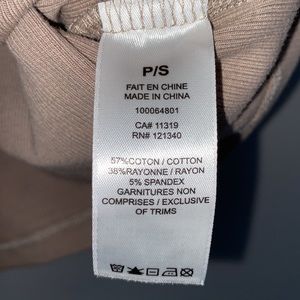 P/S
FAIT EN CHINE
MADE IN CHINA
100064801
CA# 11319
RN# 121340
57%COTON / COTTON
38%RAYONNE / RAYON
5% SPANDEX
GARNITURES NON
COMPRISES / EXCLUSIVE
OF TRIMS